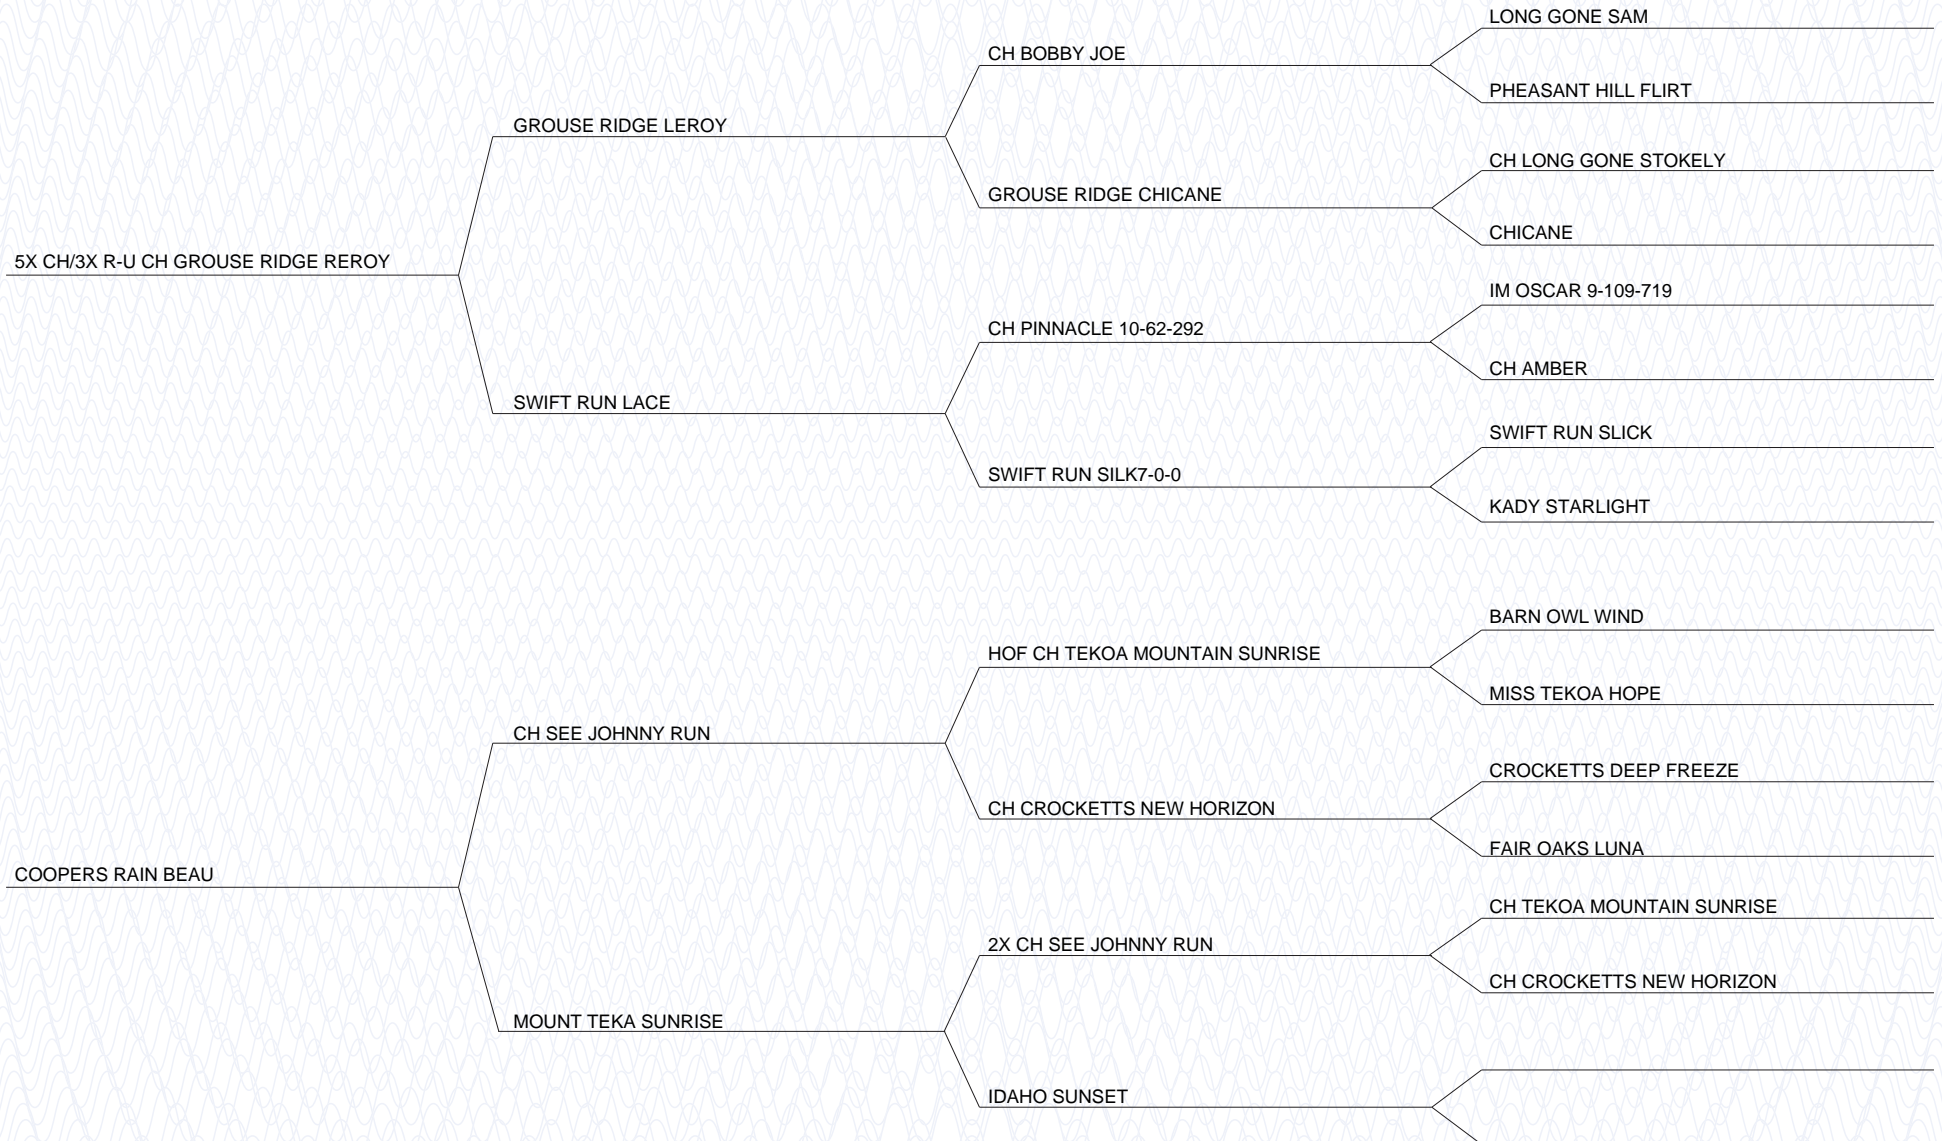 LONG GONE SAM
CH BOBBY JOE
PHEASANT HILL FLIRT
GROUSE RIDGE LEROY
CH LONG GONE STOKELY
GROUSE RIDGE CHICANE
CHICANE
5X CH/3X R-U CH GROUSE RIDGE REROY
IM OSCAR 9-109-719
CH PINNACLE 10-62-292
CH AMBER
SWIFT RUN LACE
SWIFT RUN SLICK
SWIFT RUN SILK7-0-0
KADY STARLIGHT
BARN OWL WIND
HOF CH TEKOA MOUNTAIN SUNRISE
MISS TEKOA HOPE
CH SEE JOHNNY RUN
CROCKETTS DEEP FREEZE
CH CROCKETTS NEW HORIZON
FAIR OAKS LUNA
COOPERS RAIN BEAU
CH TEKOA MOUNTAIN SUNRISE
2X CH SEE JOHNNY RUN
CH CROCKETTS NEW HORIZON
MOUNT TEKA SUNRISE
IDAHO SUNSET